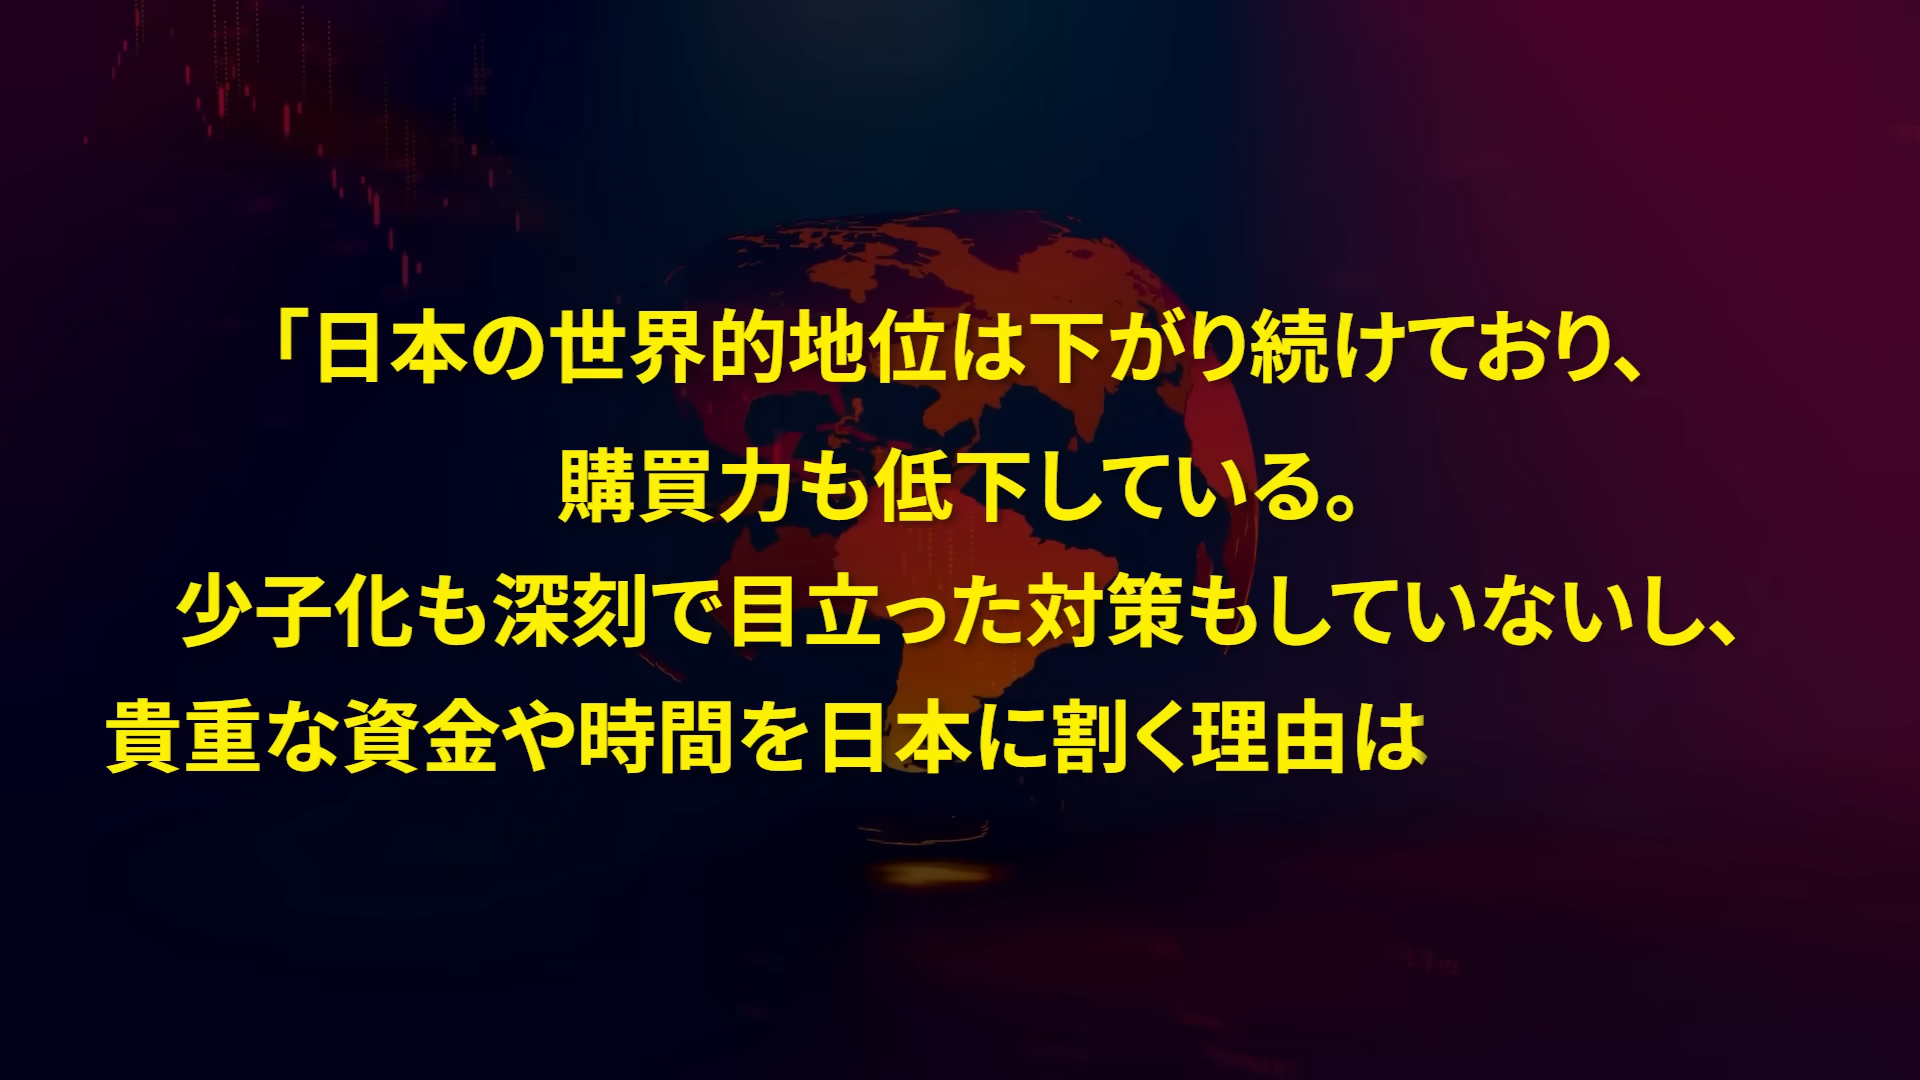 「日本の世界的地位は下がり続けており、
購買力も低下している。
少子化も深刻で目立った対策もしていないし、
貴重な資金や時間を日本に割く理由は